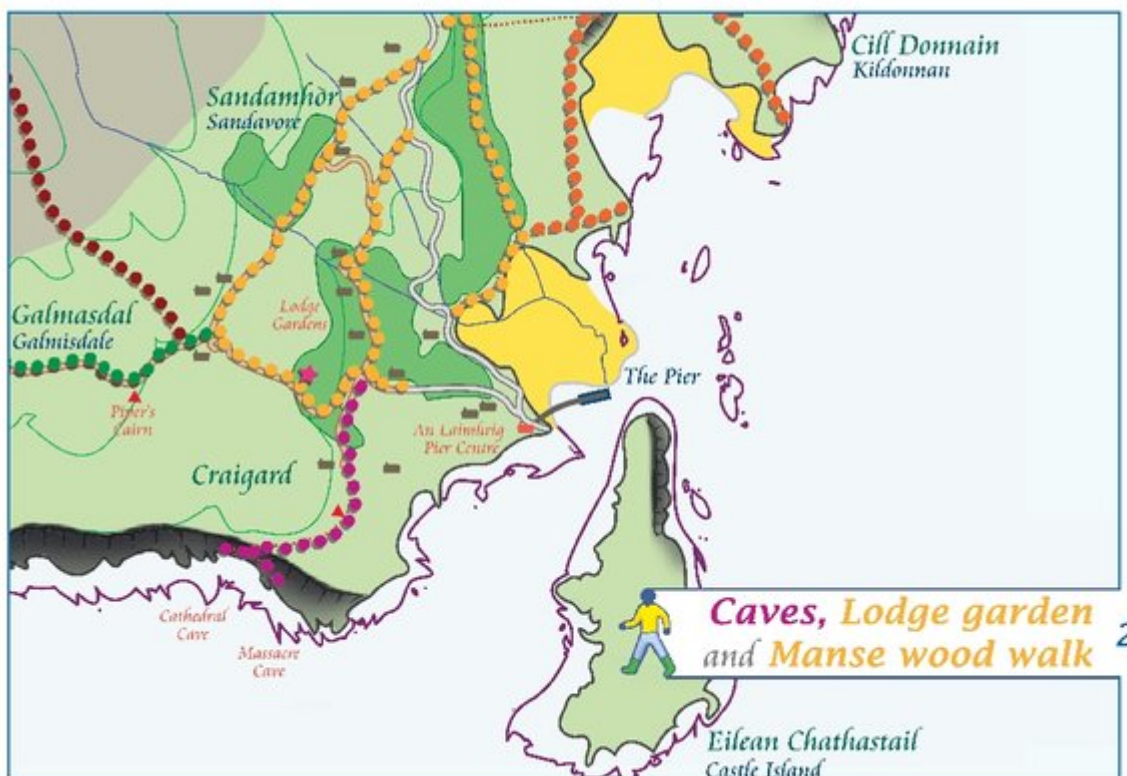 Cill Donnain
Kildonnan
Sandamhòr
Sandavore
Galmasdal
Galmisdale
Lodge
Gardens
The Pier
Piper's
Cairn
An Laimhrig
Pier Centre
Craigard
Cathedral
Cave
Massacre
Cave
Caves, Lodge garden
and Manse wood walk
2
Eilean Chathastail
Castle Island